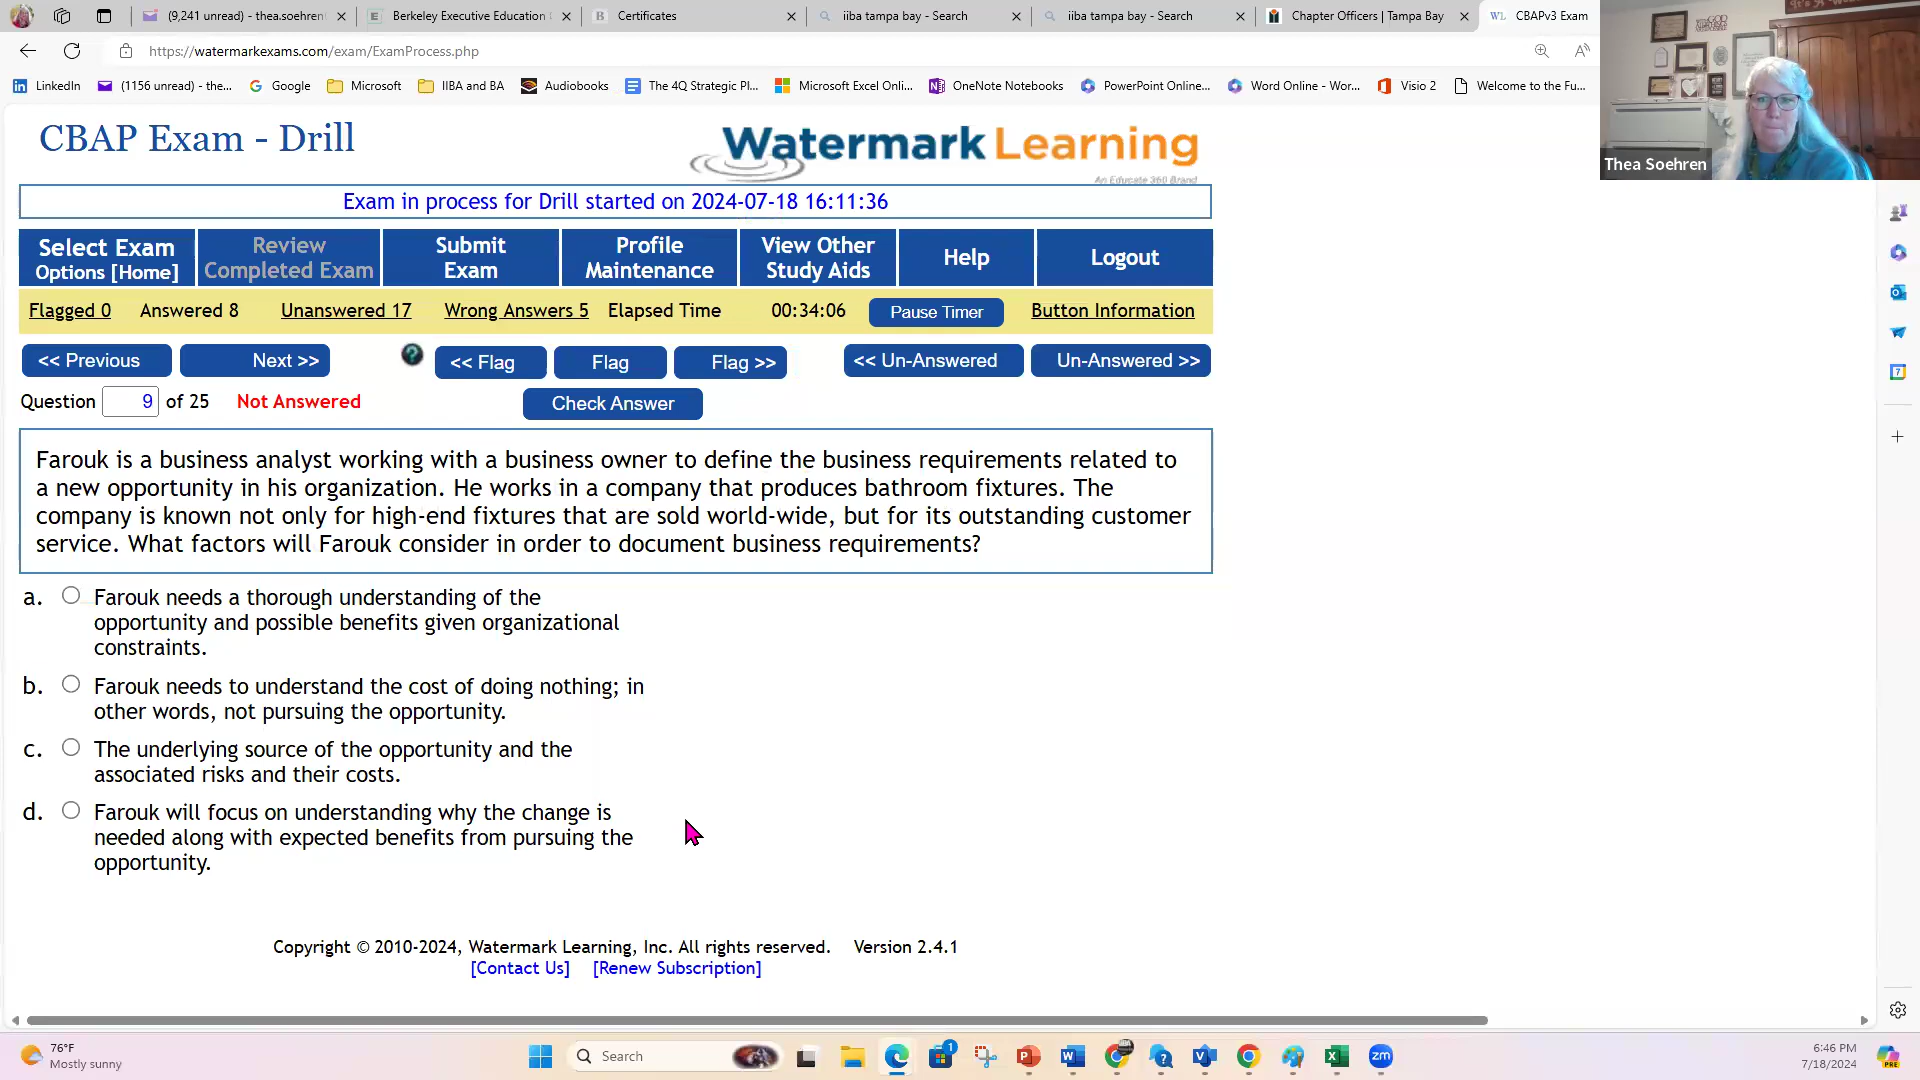 (9,241 unread) - thea.soehren
Berkeley Executive Education
Certificates
iiba tampa bay - Search
iiba tampa bay - Search
Chapter Officers | Tampa Bay
CBAPv3 Exam
https://watermarkexams.com/exam/ExamProcess.php
LinkedIn
(1156 unread) - the...
Google
Microsoft
IIBA and BA
Audiobooks
The 4Q Strategic Pl...
Microsoft Excel Onli...
OneNote Notebooks
PowerPoint Online...
Word Online - Wor...
Visio 2
Welcome to the Fu...
Thea Soehren
CBAP Exam - Drill
Watermark Learning
An Educate 360 Brand
Exam in process for Drill started on 2024-07-18 16:11:36
Select Exam
Options [Home]
Review
Completed Exam
Submit
Exam
Profile
Maintenance
View Other
Study Aids
Help
Logout
Flagged 0 Answered 8 Unanswered 17 Wrong Answers 5 Elapsed Time 00:34:06 Pause Timer Button Information
<< Previous Next >> ? << Flag Flag Flag >> << Un-Answered Un-Answered >>
Question 9 of 25 Not Answered Check Answer
Farouk is a business analyst working with a business owner to define the business requirements related to
a new opportunity in his organization. He works in a company that produces bathroom fixtures. The
company is known not only for high-end fixtures that are sold world-wide, but for its outstanding customer
service. What factors will Farouk consider in order to document business requirements?
a. Farouk needs a thorough understanding of the
opportunity and possible benefits given organizational
constraints.
b. Farouk needs to understand the cost of doing nothing; in
other words, not pursuing the opportunity.
c. The underlying source of the opportunity and the
associated risks and their costs.
d. Farouk will focus on understanding why the change is
needed along with expected benefits from pursuing the
opportunity.
Copyright © 2010-2024, Watermark Learning, Inc. All rights reserved. Version 2.4.1
[Contact Us] [Renew Subscription]
76°F
Mostly sunny
Search
6:46 PM
7/18/2024